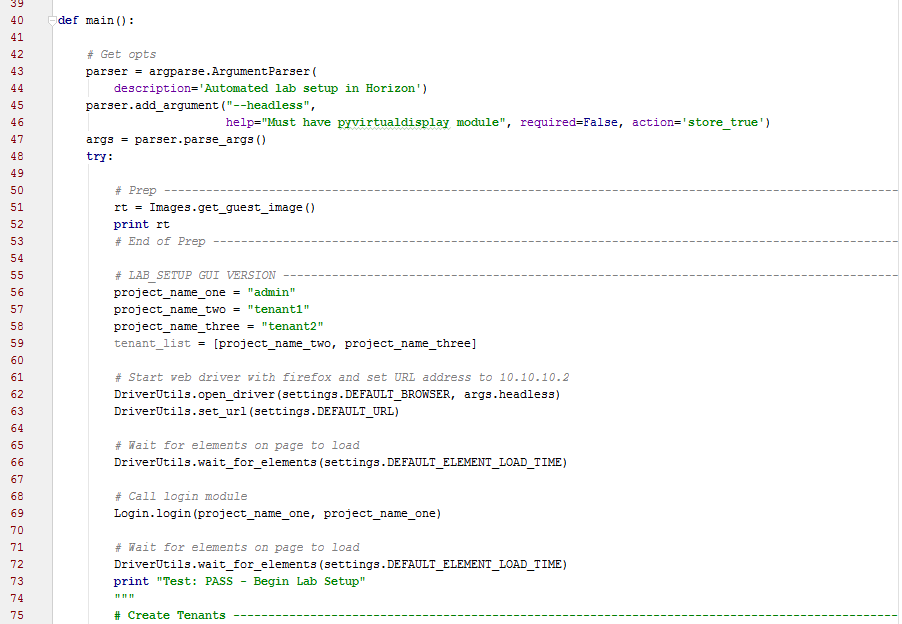 39
40 def main():
41
42 # Get opts
43 parser = argparse.ArgumentParser(
44 description='Automated lab setup in Horizon')
45 parser.add_argument("--headless",
46 help="Must have pyvirtualdisplay module", required=False, action='store_true')
47 args = parser.parse_args()
48 try:
49
50 # Prep ---------------------------------------------------------------------------------------------------------
51 rt = Images.get_guest_image()
52 print rt
53 # End of Prep --------------------------------------------------------------------------------------------------
54
55 # LAB_SETUP GUI VERSION ----------------------------------------------------------------------------------------
56 project_name_one = "admin"
57 project_name_two = "tenant1"
58 project_name_three = "tenant2"
59 tenant_list = [project_name_two, project_name_three]
60
61 # Start web driver with firefox and set URL address to 10.10.10.2
62 DriverUtils.open_driver(settings.DEFAULT_BROWSER, args.headless)
63 DriverUtils.set_url(settings.DEFAULT_URL)
64
65 # Wait for elements on page to load
66 DriverUtils.wait_for_elements(settings.DEFAULT_ELEMENT_LOAD_TIME)
67
68 # Call login module
69 Login.login(project_name_one, project_name_one)
70
71 # Wait for elements on page to load
72 DriverUtils.wait_for_elements(settings.DEFAULT_ELEMENT_LOAD_TIME)
73 print "Test: PASS - Begin Lab Setup"
74 """
75 # Create Tenants -----------------------------------------------------------------------------------------------